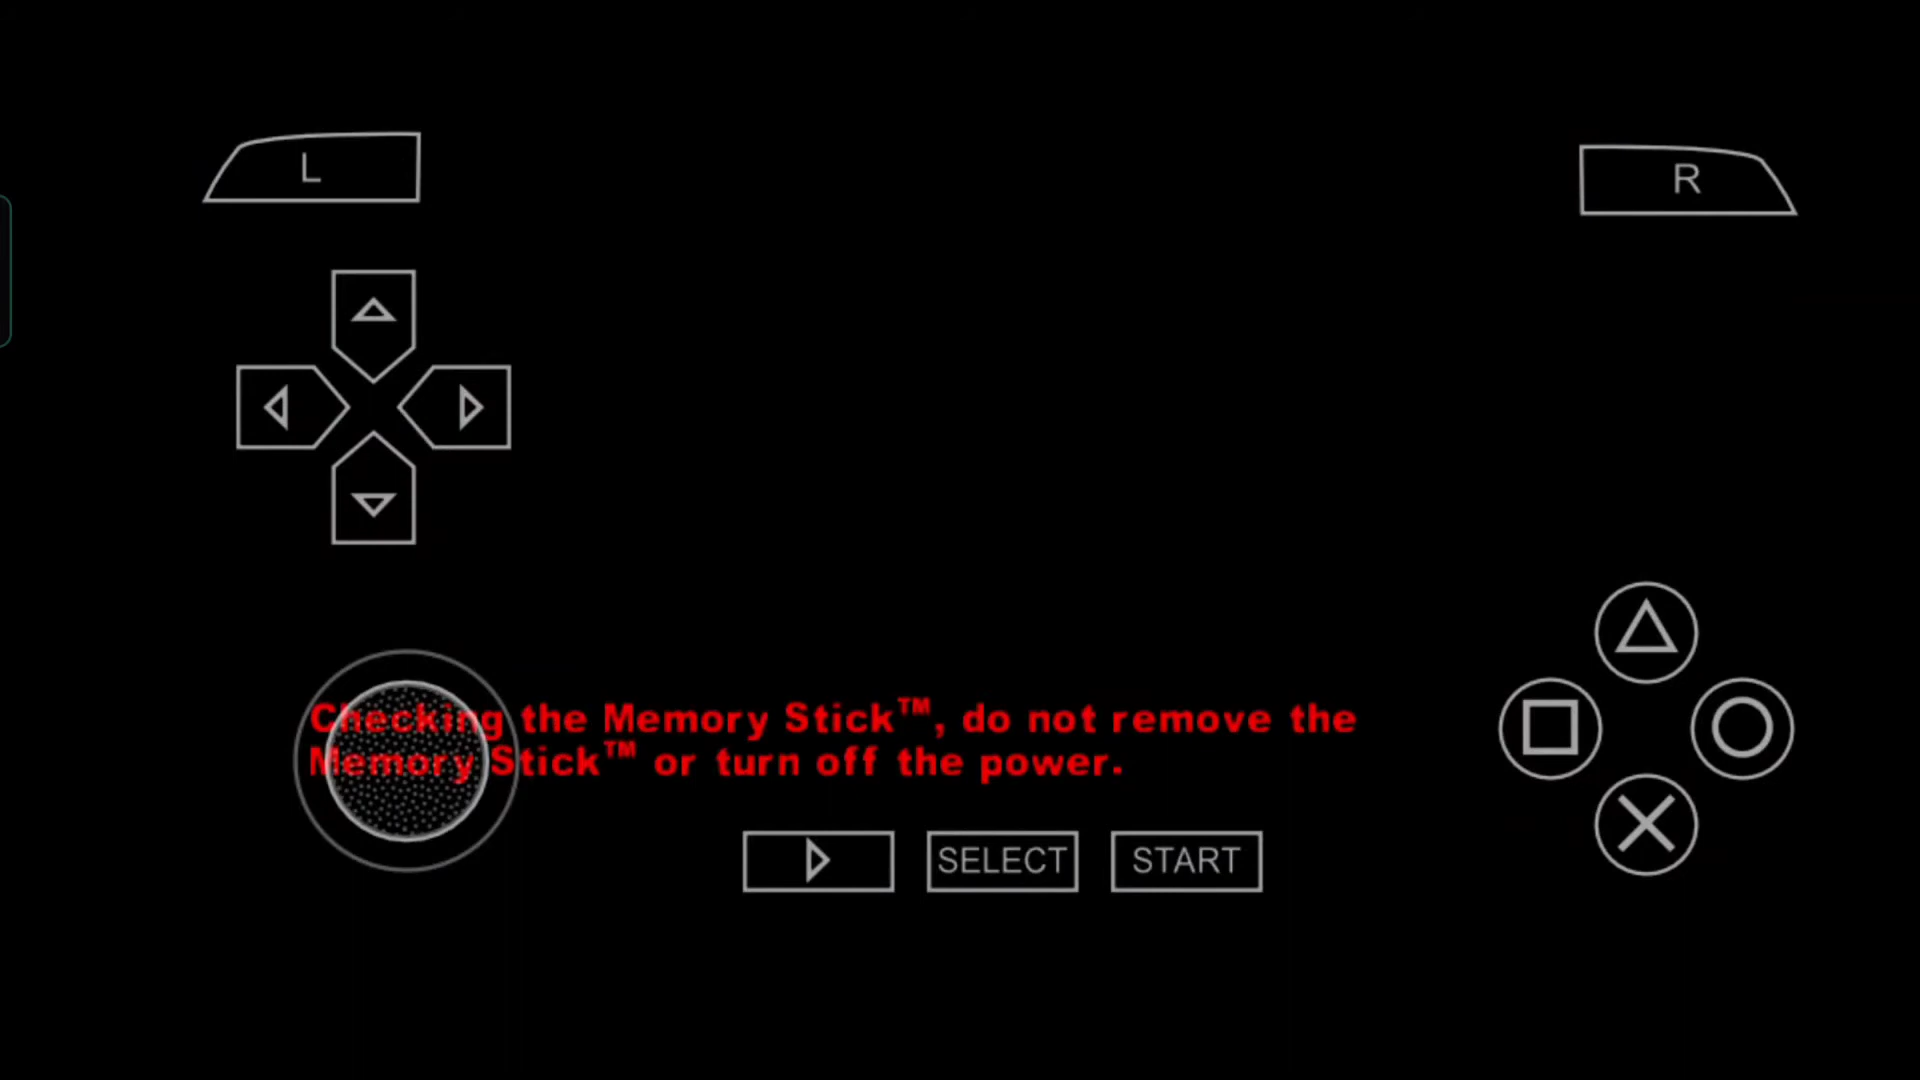 L
R
Checking the Memory Stick™, do not remove the
Memory Stick™ or turn off the power.
SELECT
START